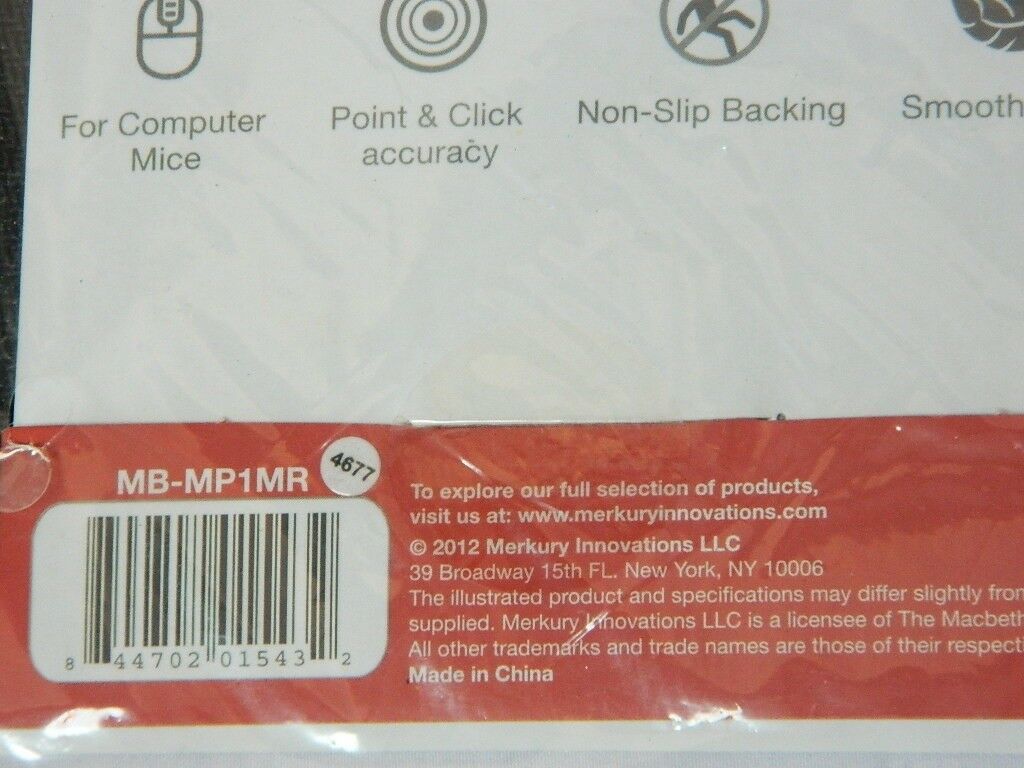 For Computer
Mice
Point & Click
accuracy
Non-Slip Backing
Smooth
MB-MP1MR
4677
8 44702 01543 2
To explore our full selection of products,
visit us at: www.merkuryinnovations.com
© 2012 Merkury Innovations LLC
39 Broadway 15th FL. New York, NY 10006
The illustrated product and specifications may differ slightly from
supplied. Merkury Innovations LLC is a licensee of The Macbeth
All other trademarks and trade names are those of their respecti
Made in China